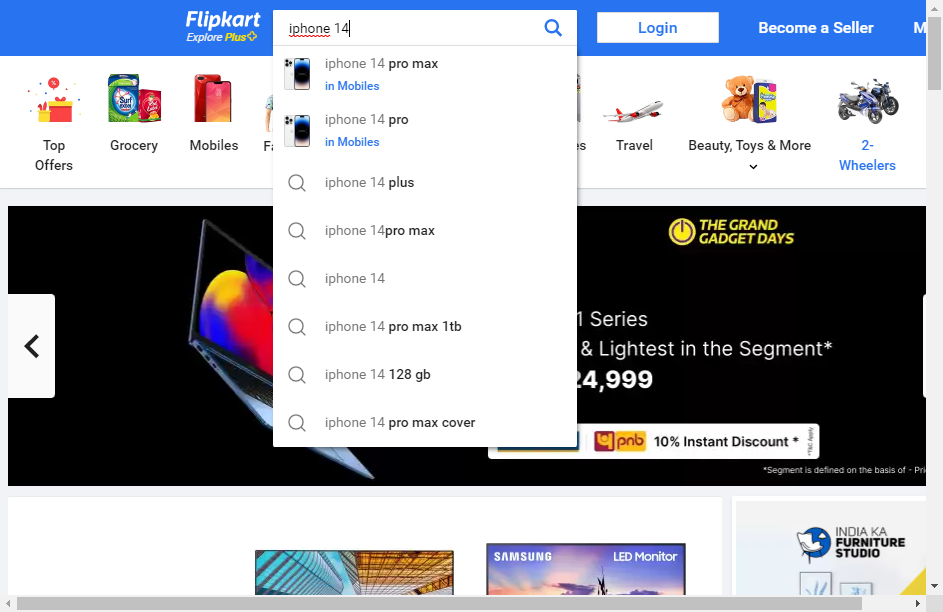 Flipkart
Explore Plus
iphone 14
Login
Become a Seller
M
iphone 14 pro max
in Mobiles
iphone 14 pro
in Mobiles
iphone 14 plus
iphone 14pro max
iphone 14
iphone 14 pro max 1tb
iphone 14 128 gb
iphone 14 pro max cover
Top
Offers
Grocery
Mobiles
Fa
es
Travel
Beauty, Toys & More
2-
Wheelers
Surf
excel
THE GRAND
GADGET DAYS
1 Series
& Lightest in the Segment*
24,999
pnb
10% Instant Discount *
*T&C Apply
*Segment is defined on the basis of - Pri
SAMSUNG
LED Monitor
INDIA KA
FURNITURE
STUDIO